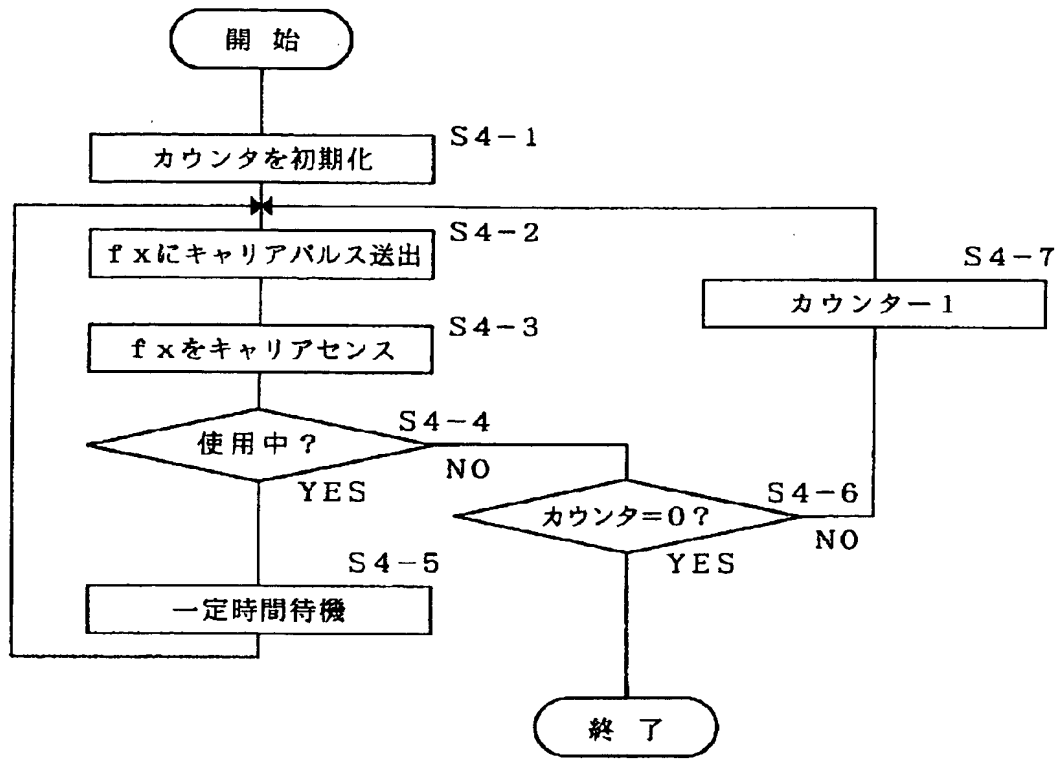 開 始
S4-1
カウンタを初期化
S4-2
fxにキャリアパルス送出
S4-7
カウンター1
S4-3
fxをキャリアセンス
S4-4
使用中?
NO
YES
S4-6
カウンタ=0?
NO
YES
S4-5
一定時間待機
終 了